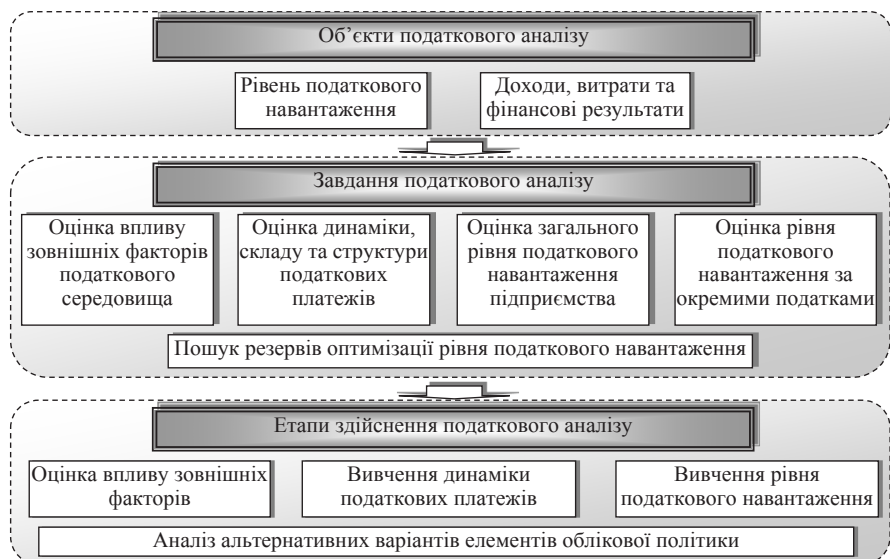 Об’єкти податкового аналізу
Рівень податкового
навантаження
Доходи, витрати та
фінансові результати
Завдання податкового аналізу
Оцінка впливу
зовнішніх факторів
податкового
середовища
Оцінка динаміки,
складу та структури
податкових
платежів
Оцінка загального
рівня податкового
навантаження
підприємства
Оцінка рівня
податкового
навантаження за
окремими податками
Пошук резервів оптимізації рівня податкового навантаження
Етапи здійснення податкового аналізу
Оцінка впливу зовнішніх
факторів
Вивчення динаміки
податкових платежів
Вивчення рівня
податкового навантаження
Аналіз альтернативних варіантів елементів облікової політики